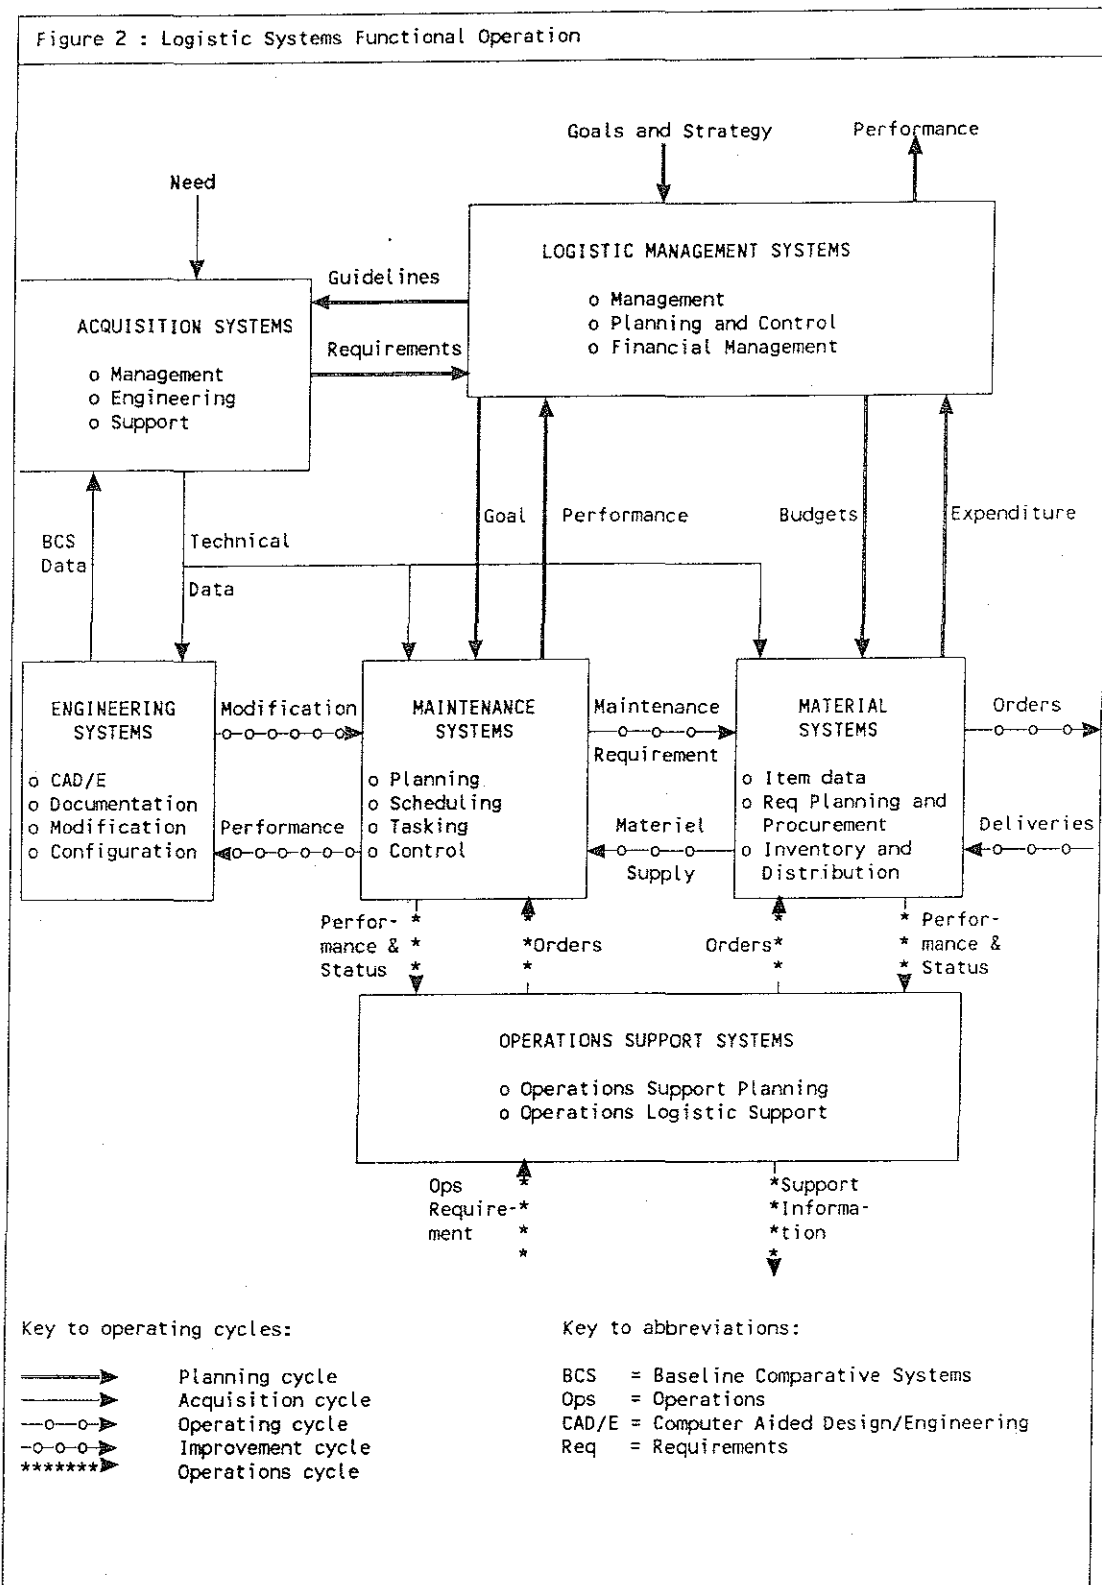 Figure 2 : Logistic Systems Functional Operation
Goals and Strategy
Performance
Need
LOGISTIC MANAGEMENT SYSTEMS
o Management
o Planning and Control
o Financial Management
Guidelines
Requirements
ACQUISITION SYSTEMS
o Management
o Engineering
o Support
BCS
Data
Technical
Data
Goal
Performance
Budgets
Expenditure
ENGINEERING
SYSTEMS
o CAD/E
o Documentation
o Modification
o Configuration
Modification
Performance
MAINTENANCE
SYSTEMS
o Planning
o Scheduling
o Tasking
o Control
Maintenance
Requirement
Materiel
Supply
MATERIAL
SYSTEMS
o Item data
o Req Planning and
Procurement
o Inventory and
Distribution
Orders
Deliveries
Perfor-
mance &
Status
Orders
Orders
Perfor-
mance &
Status
OPERATIONS SUPPORT SYSTEMS
o Operations Support Planning
o Operations Logistic Support
Ops
Require-
ment
Support
Informa-
tion
Key to operating cycles:
Planning cycle
Acquisition cycle
Operating cycle
Improvement cycle
Operations cycle
Key to abbreviations:
BCS = Baseline Comparative Systems
Ops = Operations
CAD/E = Computer Aided Design/Engineering
Req = Requirements